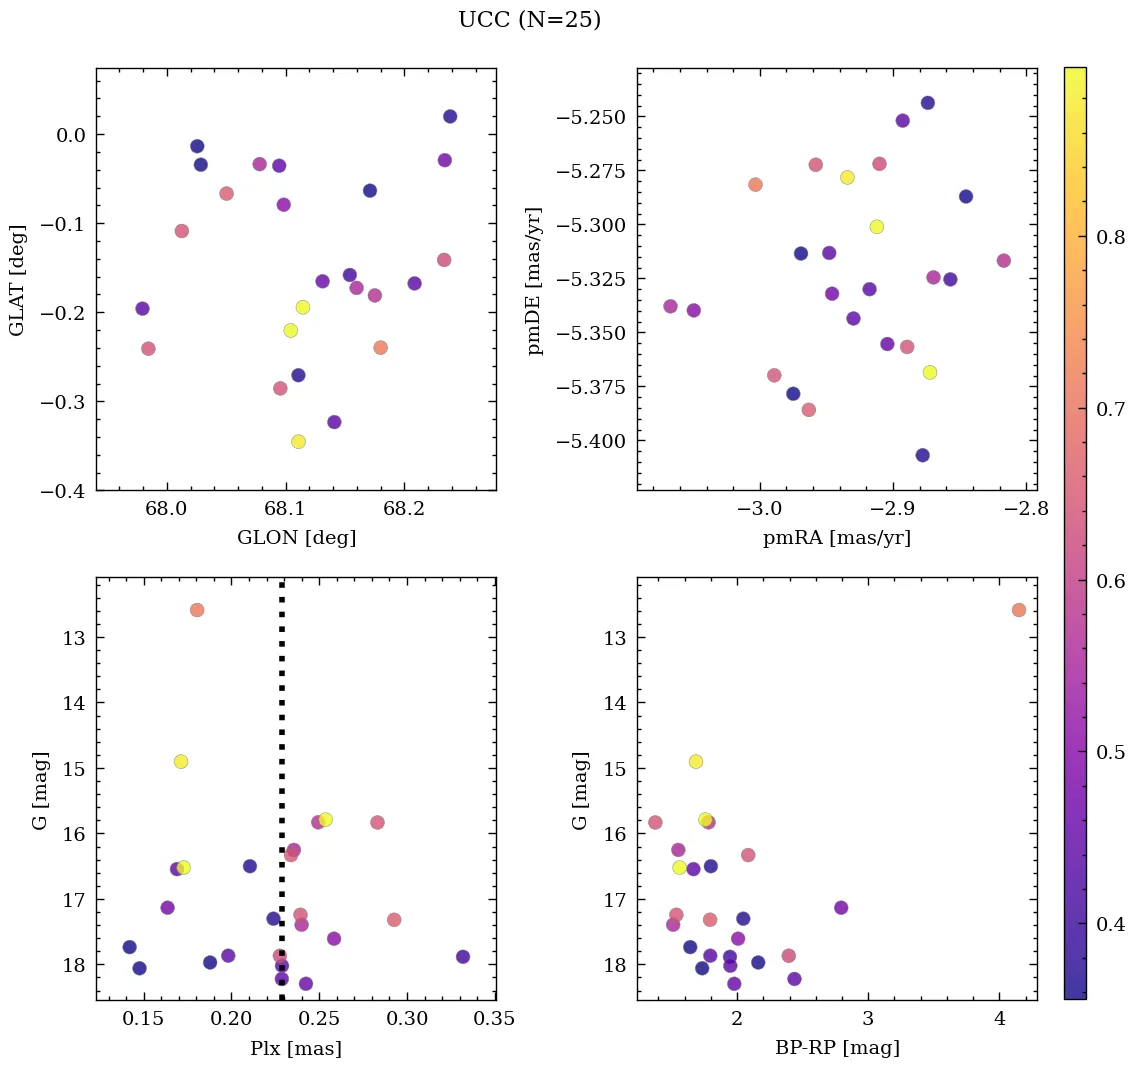 UCC (N=25)
0.0
−0.1
−0.2
−0.3
−0.4
GLAT [deg]
68.0 68.1 68.2
GLON [deg]
−5.250
−5.275
−5.300
−5.325
−5.350
−5.375
−5.400
pmDE [mas/yr]
−3.0 −2.9 −2.8
pmRA [mas/yr]
13
14
15
16
17
18
G [mag]
0.15 0.20 0.25 0.30 0.35
Plx [mas]
13
14
15
16
17
18
G [mag]
2 3 4
BP-RP [mag]
0.8
0.7
0.6
0.5
0.4